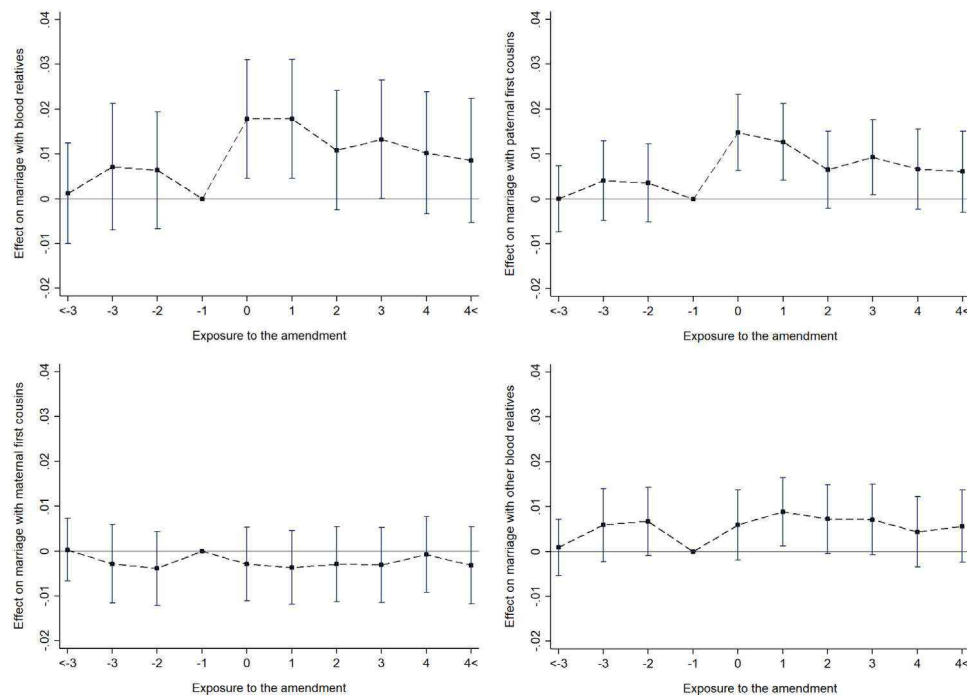 Effect on marriage with blood relatives
.04
.03
.02
.01
0
-.01
-.02
<-3 -3 -2 -1 0 1 2 3 4 4<
Exposure to the amendment
Effect on marriage with paternal first cousins
.04
.03
.02
.01
0
-.01
-.02
<-3 -3 -2 -1 0 1 2 3 4 4<
Exposure to the amendment
Effect on marriage with maternal first cousins
.04
.03
.02
.01
0
-.01
-.02
<-3 -3 -2 -1 0 1 2 3 4 4<
Exposure to the amendment
Effect on marriage with other blood relatives
.04
.03
.02
.01
0
-.01
-.02
<-3 -3 -2 -1 0 1 2 3 4 4<
Exposure to the amendment